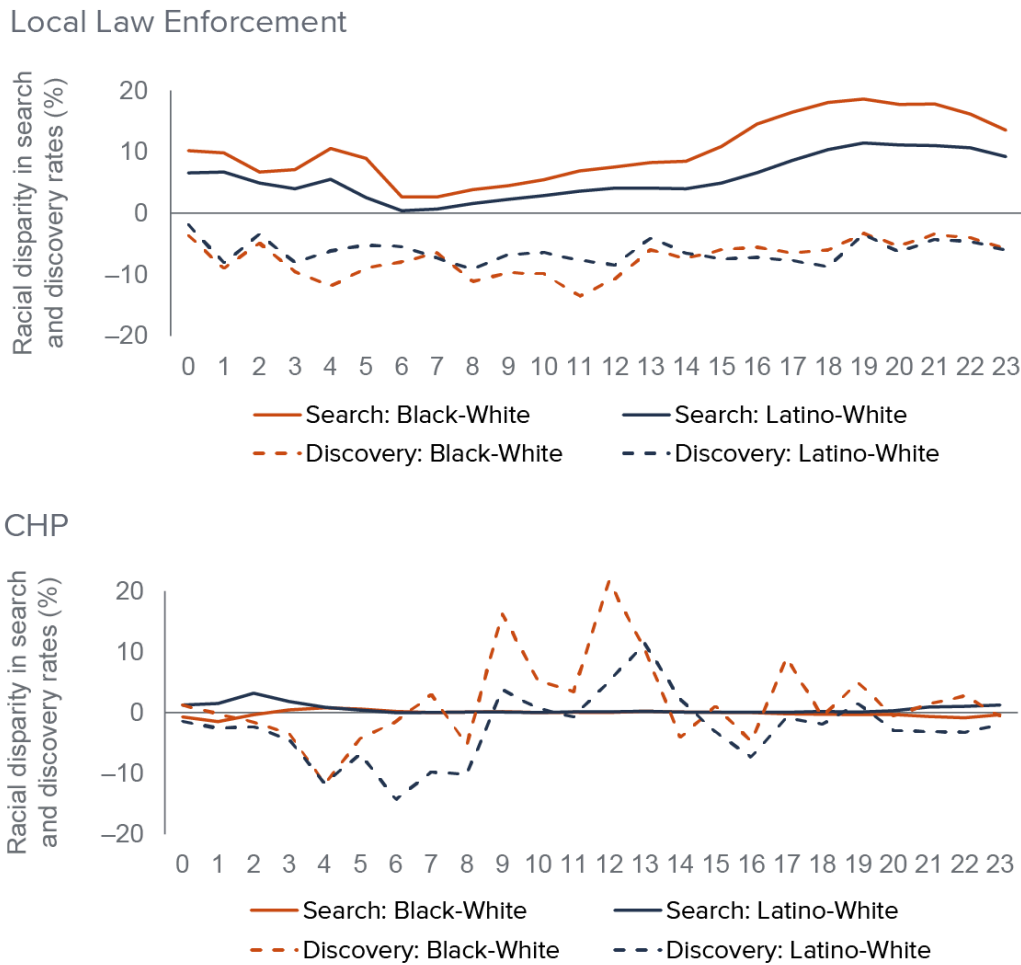 Local Law Enforcement
Racial disparity in search
and discovery rates (%)
20
10
0
–10
–20
0 1 2 3 4 5 6 7 8 9 10 11 12 13 14 15 16 17 18 19 20 21 22 23
Search: Black-White Search: Latino-White
Discovery: Black-White Discovery: Latino-White
CHP
Racial disparity in search
and discovery rates (%)
20
10
0
–10
–20
0 1 2 3 4 5 6 7 8 9 10 11 12 13 14 15 16 17 18 19 20 21 22 23
Search: Black-White Search: Latino-White
Discovery: Black-White Discovery: Latino-White